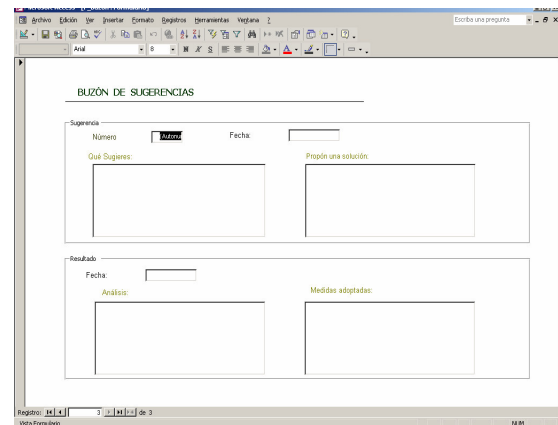 Archivo Edición Ver Insertar Formato Registros Herramientas Ventana ? Escriba una pregunta
Arial 8 N K S
BUZÓN DE SUGERENCIAS
Sugerencia
Número Autonu Fecha:
Qué Sugieres: Propón una solución:
Resultado
Fecha:
Análisis: Medidas adoptadas:
Registro: 3 de 3
Vista Formulario NUM